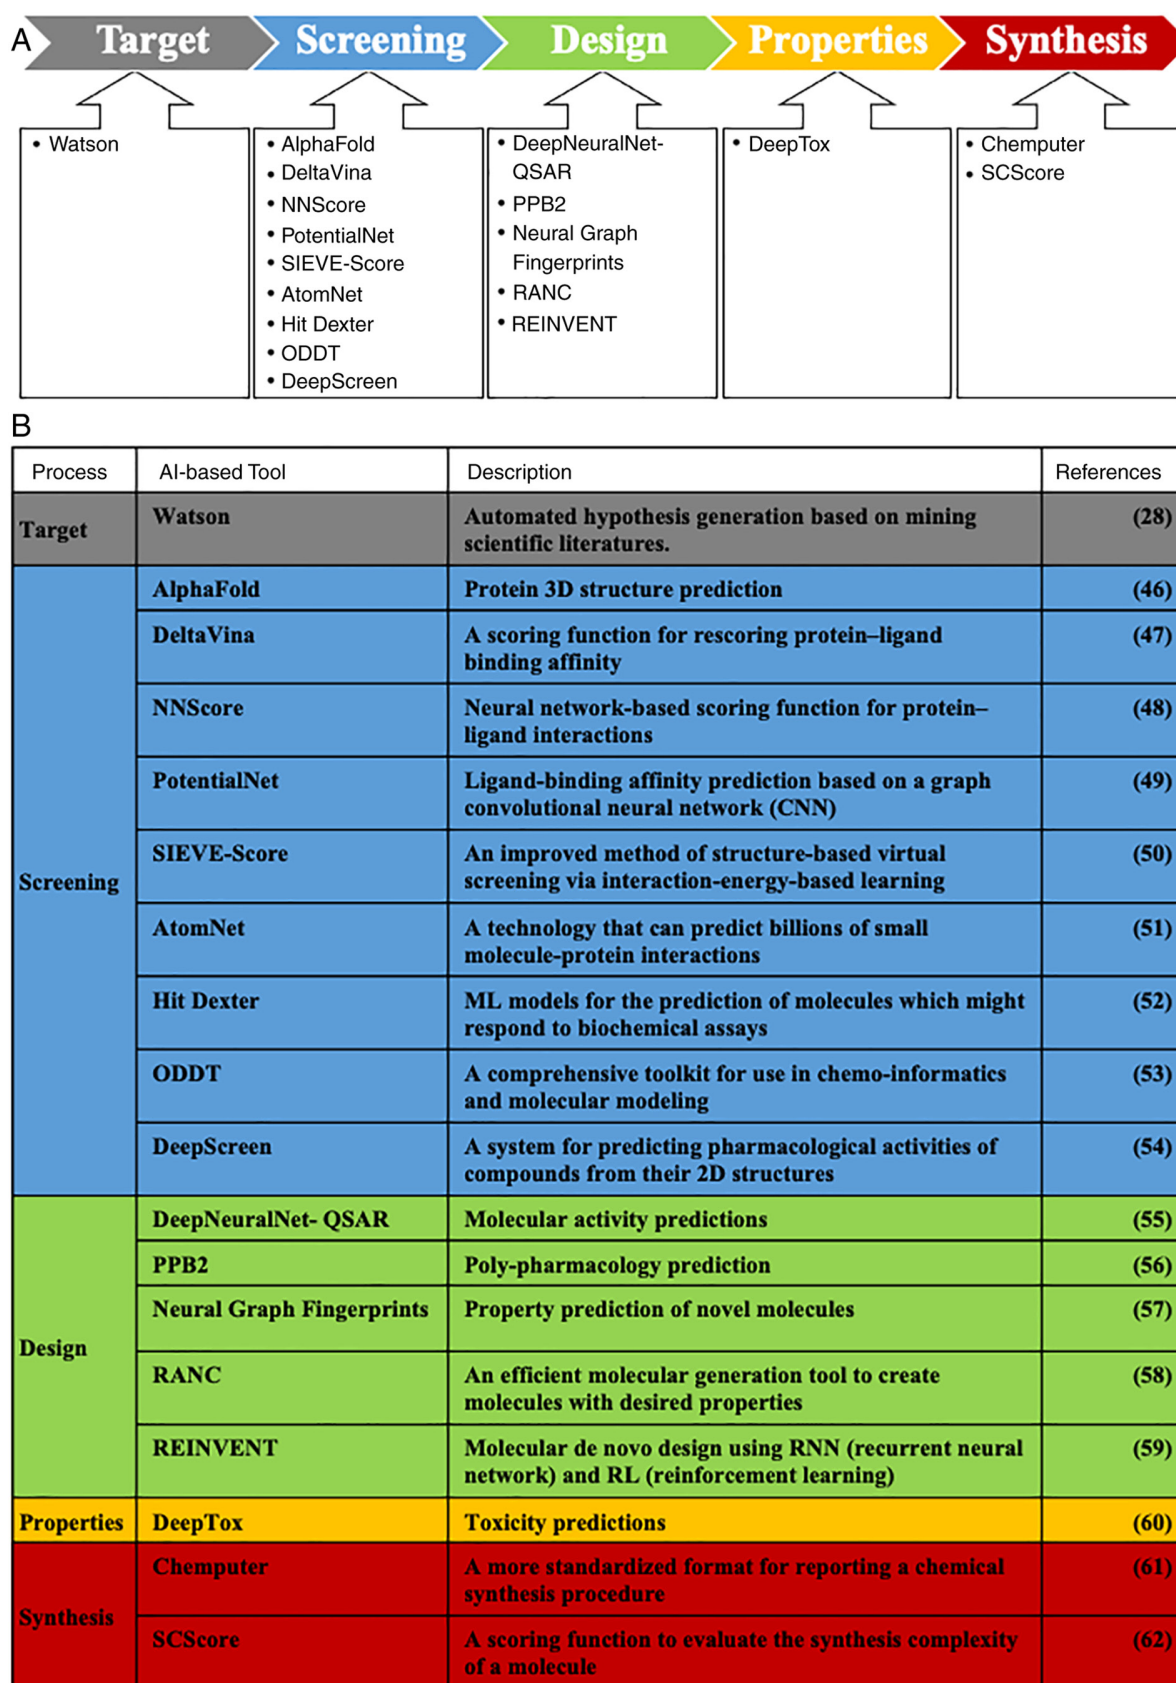 A
Target
Screening
Design
Properties
Synthesis
• Watson
• AlphaFold
• DeltaVina
• NNScore
• PotentialNet
• SIEVE-Score
• AtomNet
• Hit Dexter
• ODDT
• DeepScreen
• DeepNeuralNet-
QSAR
• PPB2
• Neural Graph
Fingerprints
• RANC
• REINVENT
• DeepTox
• Chemputer
• SCScore
B
Process AI-based Tool Description References
Target
Watson
Automated hypothesis generation based on mining
scientific literatures.
(28)
Screening
AlphaFold
Protein 3D structure prediction
(46)
DeltaVina
A scoring function for rescoring protein–ligand
binding affinity
(47)
NNScore
Neural network-based scoring function for protein–
ligand interactions
(48)
PotentialNet
Ligand-binding affinity prediction based on a graph
convolutional neural network (CNN)
(49)
SIEVE-Score
An improved method of structure-based virtual
screening via interaction-energy-based learning
(50)
AtomNet
A technology that can predict billions of small
molecule-protein interactions
(51)
Hit Dexter
ML models for the prediction of molecules which might
respond to biochemical assays
(52)
ODDT
A comprehensive toolkit for use in chemo-informatics
and molecular modeling
(53)
DeepScreen
A system for predicting pharmacological activities of
compounds from their 2D structures
(54)
Design
DeepNeuralNet- QSAR
Molecular activity predictions
(55)
PPB2
Poly-pharmacology prediction
(56)
Neural Graph Fingerprints
Property prediction of novel molecules
(57)
RANC
An efficient molecular generation tool to create
molecules with desired properties
(58)
REINVENT
Molecular de novo design using RNN (recurrent neural
network) and RL (reinforcement learning)
(59)
Properties
DeepTox
Toxicity predictions
(60)
Synthesis
Chemputer
A more standardized format for reporting a chemical
synthesis procedure
(61)
SCScore
A scoring function to evaluate the synthesis complexity
of a molecule
(62)